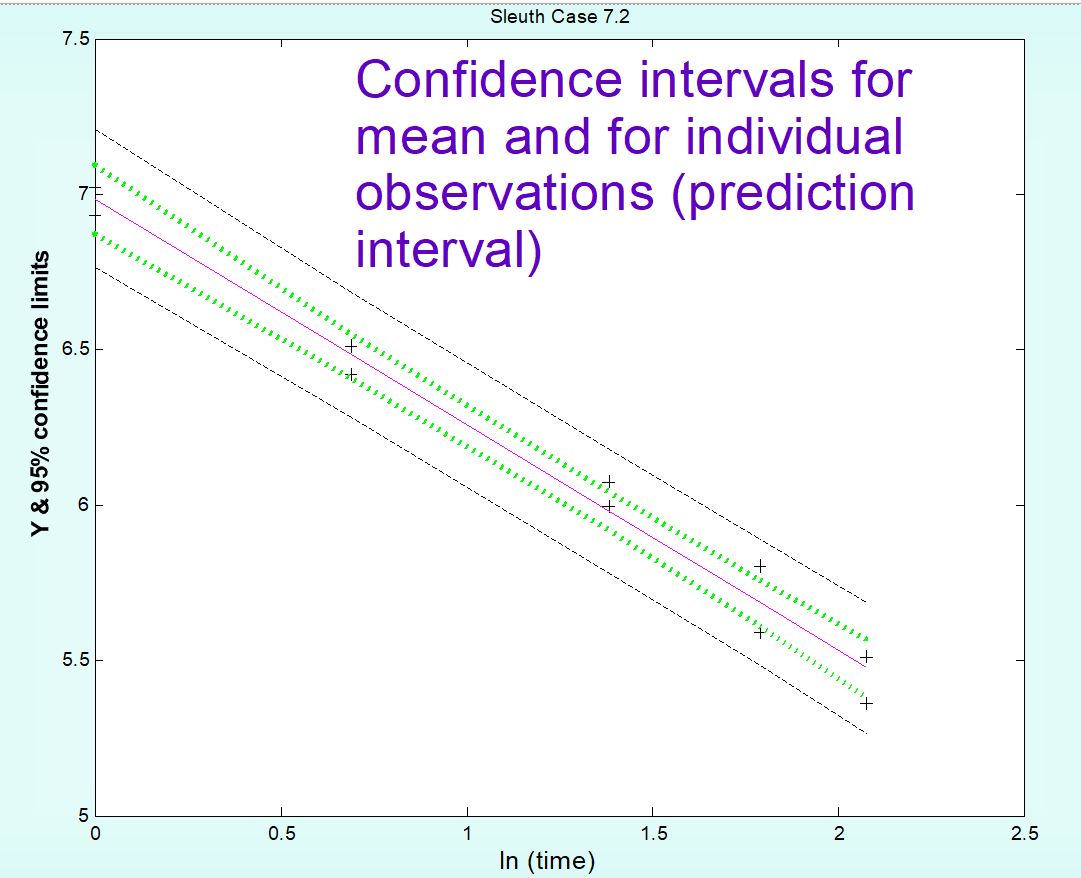 Sleuth Case 7.2
Confidence intervals for
mean and for individual
observations (prediction
interval)
Y & 95% confidence limits
7.5
7
6.5
6
5.5
5
0 0.5 1 1.5 2 2.5
ln (time)